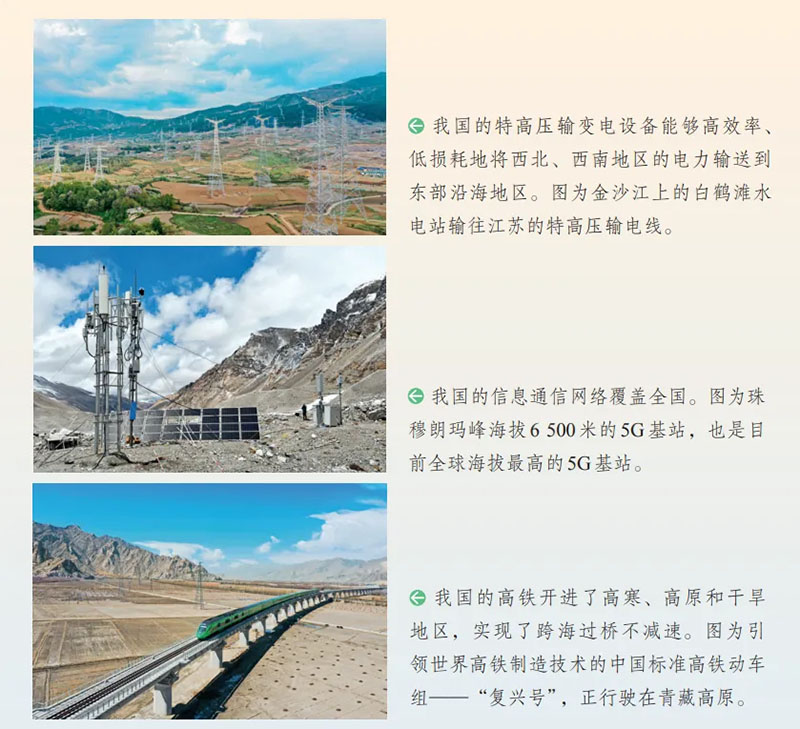 我国的特高压输变电设备能够高效率、
低损耗地将西北、西南地区的电力输送到
东部沿海地区。图为金沙江上的白鹤滩水
电站输往江苏的特高压输电线。
我国的信息通信网络覆盖全国。图为珠
穆朗玛峰海拔6 500米的5G基站，也是目
前全球海拔最高的5G基站。
我国的高铁开进了高寒、高原和干旱
地区，实现了跨海过桥不减速。图为引
领世界高铁制造技术的中国标准高铁动车
组——“复兴号”，正行驶在青藏高原。